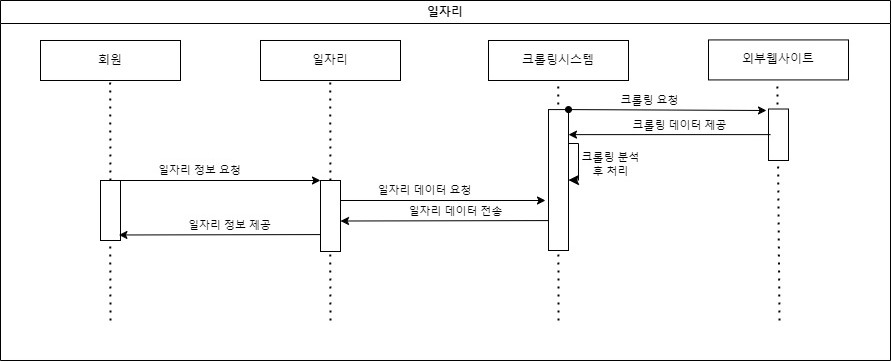 일자리
회원
일자리
크롤링시스템
외부웹사이트
크롤링 요청
크롤링 데이터 제공
크롤링 분석
후 처리
일자리 정보 요청
일자리 데이터 요청
일자리 데이터 전송
일자리 정보 제공